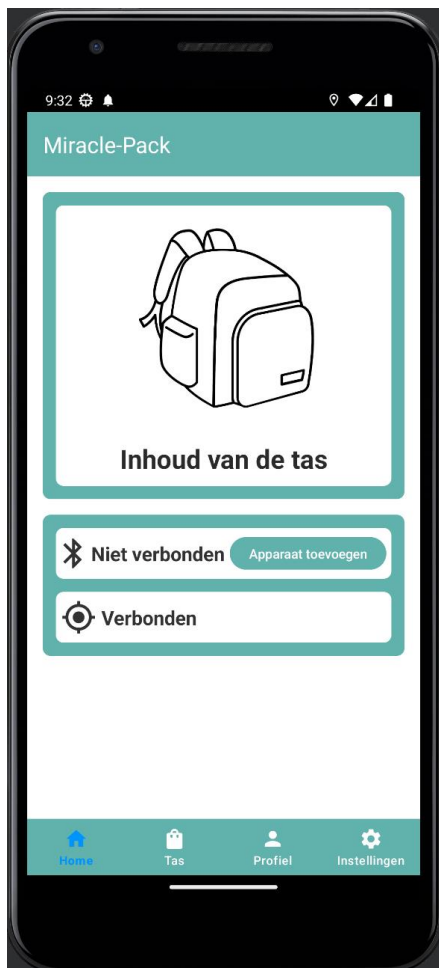 9:32
Miracle-Pack
Inhoud van de tas
Niet verbonden
Apparaat toevoegen
Verbonden
Home
Tas
Profiel
Instellingen